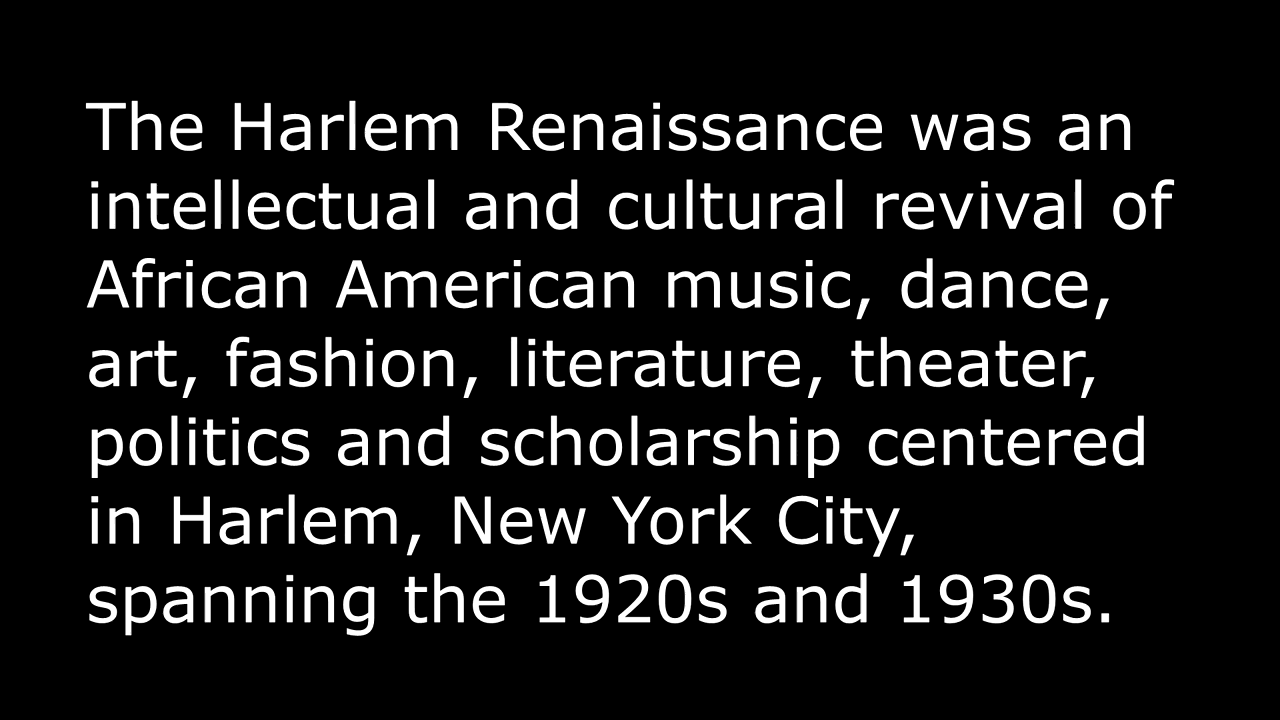 The Harlem Renaissance was an
intellectual and cultural revival of
African American music, dance,
art, fashion, literature, theater,
politics and scholarship centered
in Harlem, New York City,
spanning the 1920s and 1930s.